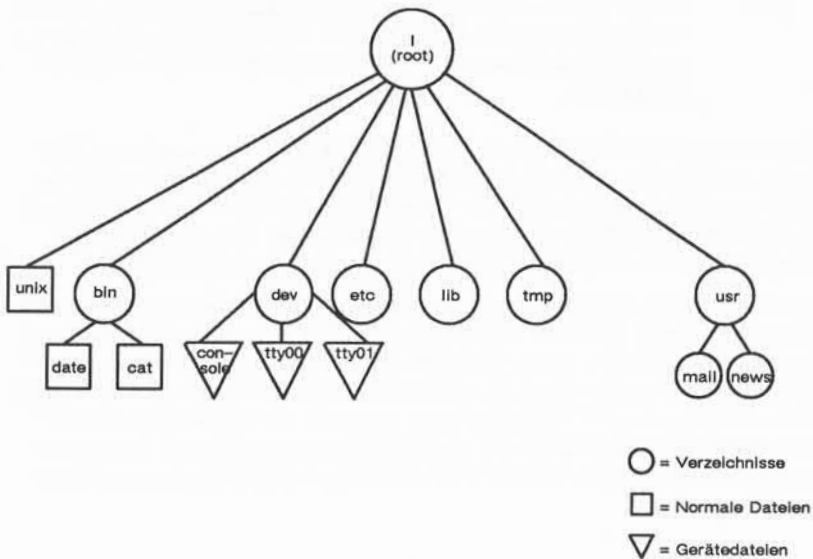 /
(root)
unix
bin
dev
etc
lib
tmp
usr
date
cat
con-
sole
tty00
tty01
mail
news
= Verzeichnisse
= Normale Dateien
= Gerätedateien